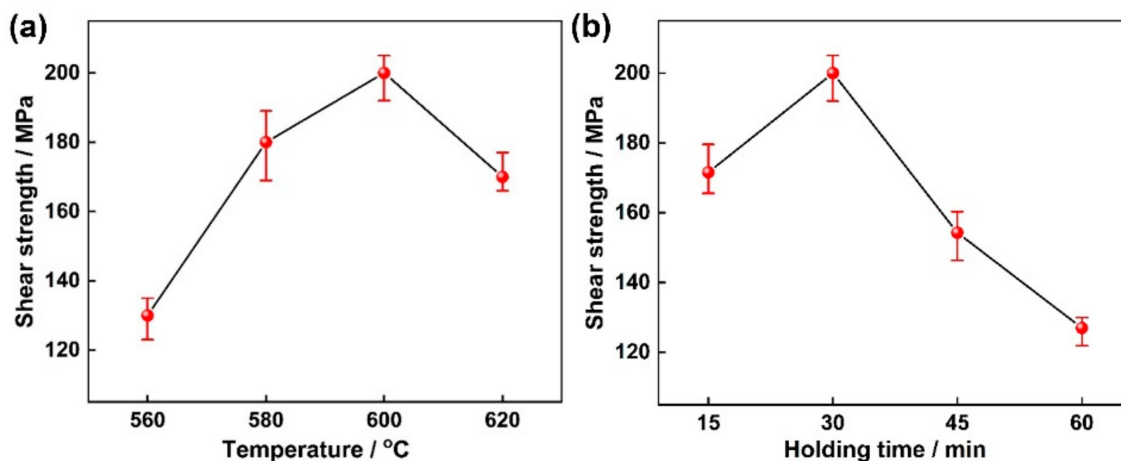 (a)
Shear strength / MPa
200
180
160
140
120
560 580 600 620
Temperature / °C
(b)
Shear strength / MPa
200
180
160
140
120
15 30 45 60
Holding time / min